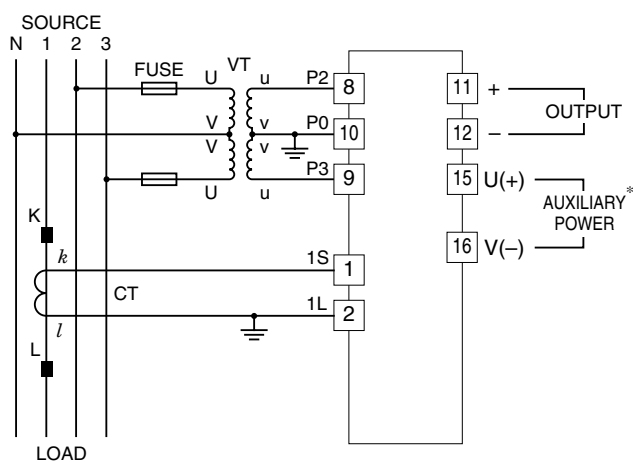 SOURCE
N 1 2 3
FUSE
VT
U u P2 8
V v P0 10
V v
U u P3 9
11 +
12 −
OUTPUT
15 U(+)
16 V(−)
AUXILIARY*
POWER
K
k
1S 1
CT
l
1L 2
L
LOAD